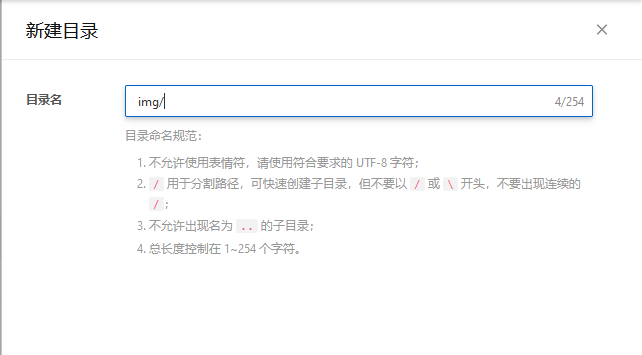 新建目录
目录名
img/
4/254
目录命名规范：
1. 不允许使用表情符，请使用符合要求的 UTF-8 字符；
2. / 用于分割路径，可快速创建子目录，但不要以 / 或 \ 开头，不要出现连续的
/ ；
3. 不允许出现名为 .. 的子目录；
4. 总长度控制在 1~254 个字符。